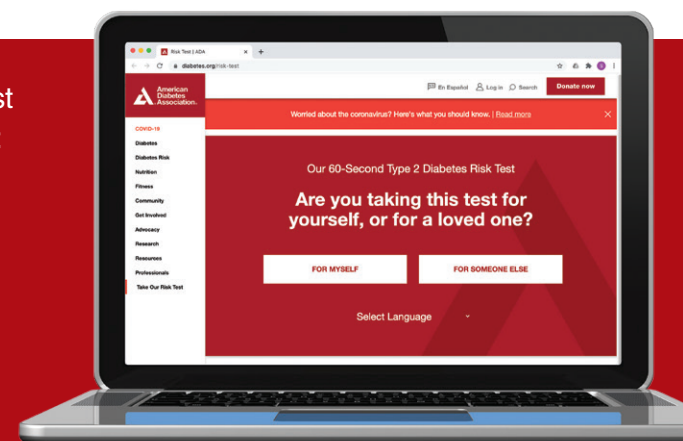 st
Risk Test | ADA
diabetes.org/risk-test
American
Diabetes
Association.
En Español Log in Search Donate now
Worried about the coronavirus? Here's what you should know. | Read more
COVID-19
Diabetes
Diabetes Risk
Nutrition
Fitness
Community
Get Involved
Advocacy
Research
Resources
Professionals
Take Our Risk Test
Our 60-Second Type 2 Diabetes Risk Test
Are you taking this test for
yourself, or for a loved one?
FOR MYSELF FOR SOMEONE ELSE
Select Language